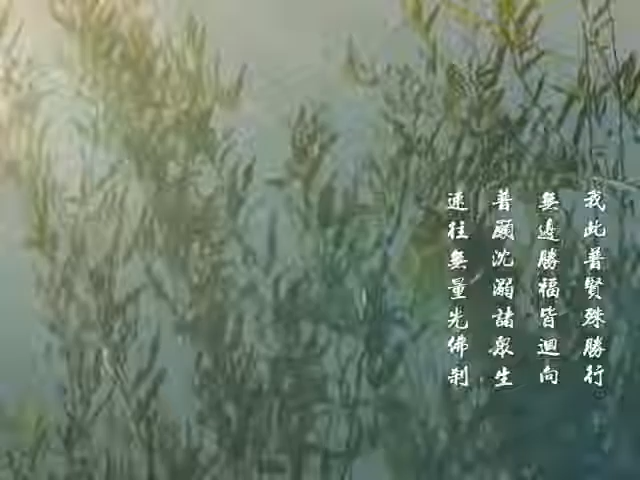 我此普賢殊勝行
無邊勝福皆迴向
普願沈溺諸眾生
速往無量光佛刹